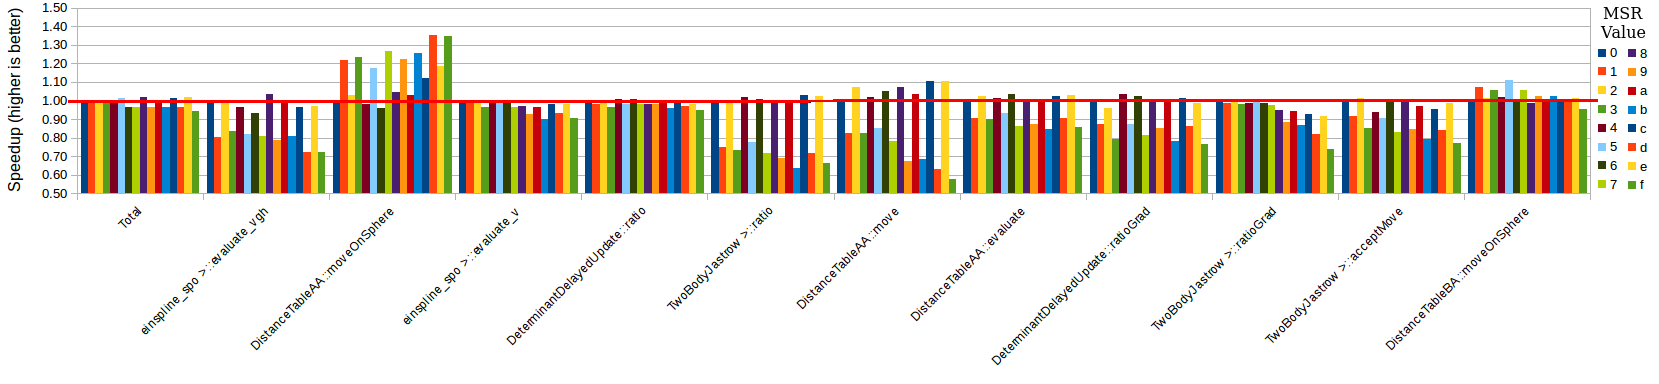 Speedup (higher is better)
1.50
1.40
1.30
1.20
1.10
1.00
0.90
0.80
0.70
0.60
0.50
Total
einspline_spo >::evaluate_vgh
DistanceTableAA::moveOnSphere
einspline_spo >::evaluate_v
DeterminantDelayedUpdate::ratio
TwoBodyJastrow >::ratio
DistanceTableAA::move
DistanceTableAA::evaluate
DeterminantDelayedUpdate::ratioGrad
TwoBodyJastrow >::ratioGrad
TwoBodyJastrow >::acceptMove
DistanceTableBA::moveOnSphere
MSR
Value
0 8
1 9
2 a
3 b
4 c
5 d
6 e
7 f